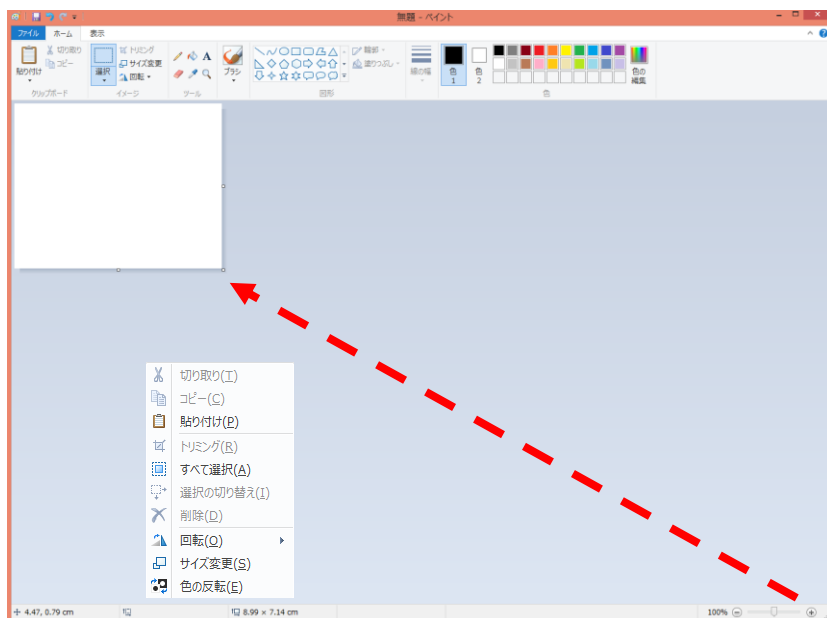 無題 - ペイント
ファイル ホーム 表示
貼り付け
切り取り
コピー
クリップボード
選択
トリミング
サイズ変更
回転
イメージ
A
ツール
ブラシ
輪郭
塗りつぶし
図形
線の幅
色
1
色
2
色の
編集
色
切り取り(T)
コピー(C)
貼り付け(P)
トリミング(R)
すべて選択(A)
選択の切り替え(I)
削除(D)
回転(O)
サイズ変更(S)
色の反転(E)
4.47, 0.79 cm 8.99 × 7.14 cm 100%